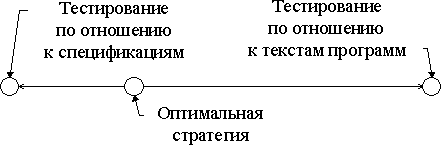 Тестирование
по отношению
к спецификациям
Тестирование
по отношению
к текстам программ
Оптимальная
стратегия